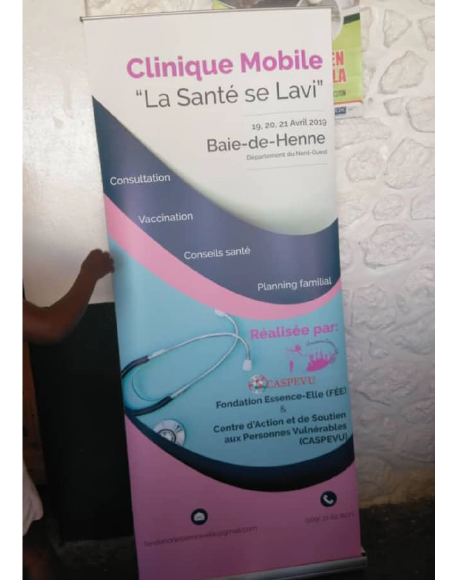 Clinique Mobile
“La Santé se Lavi”
19, 20, 21 Avril 2019
Baie-de-Henne
Département du Nord-Ouest
Consultation
Vaccination
Conseils santé
Planning familial
Réalisée par:
CASPEVU
Fondation Essence-Elle (FÉE)
&
Centre d'Action et de Soutien
aux Personnes Vulnérables
(CASPEVU)